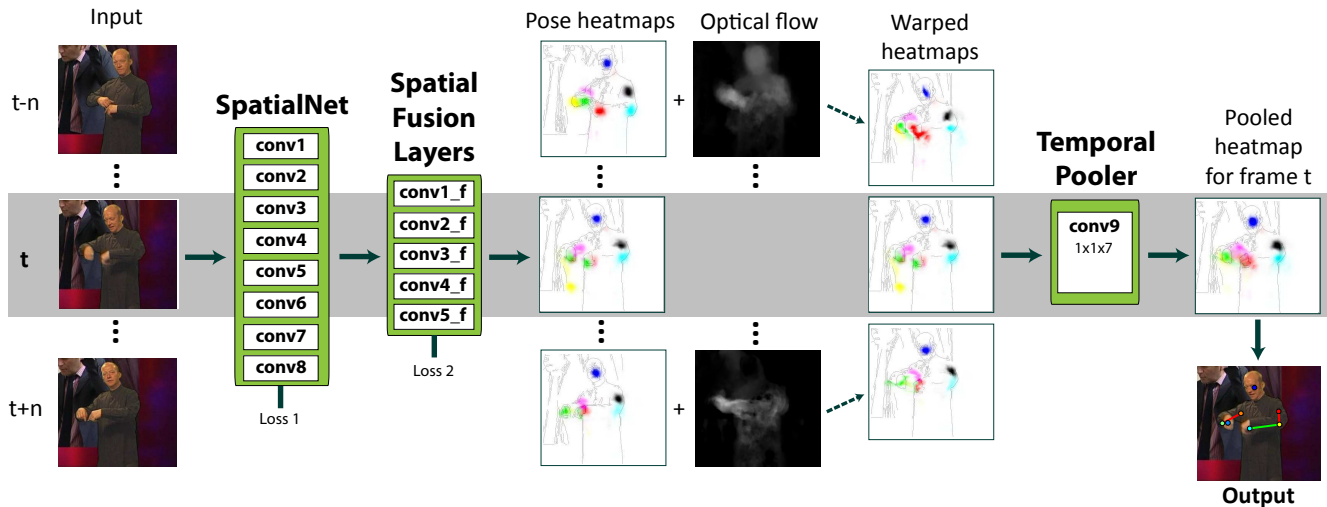 Input
t-n
t
t+n
SpatialNet
conv1
conv2
conv3
conv4
conv5
conv6
conv7
conv8
Loss 1
Spatial
Fusion
Layers
conv1_f
conv2_f
conv3_f
conv4_f
conv5_f
Loss 2
Pose heatmaps
+
+
Optical flow
Warped
heatmaps
Temporal
Pooler
conv9
1x1x7
Pooled
heatmap
for frame t
Output